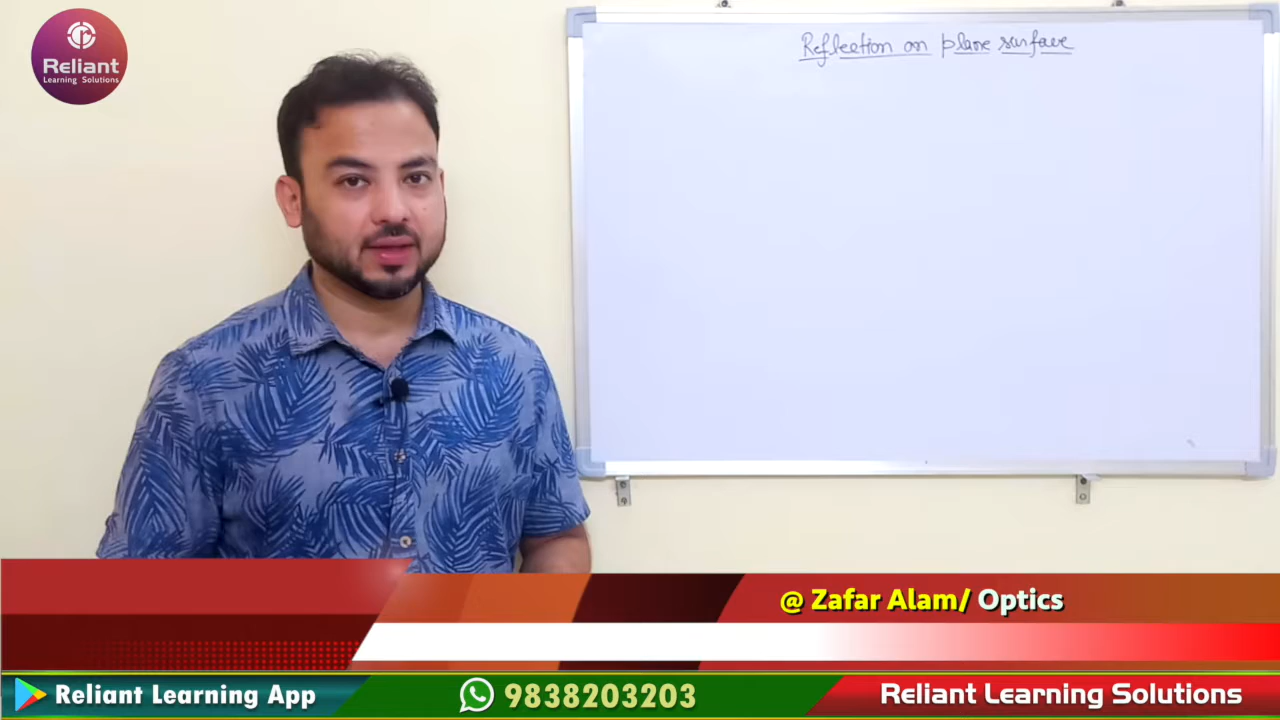 Reliant
Learning Solutions
Reflection on plane surface
@ Zafar Alam/ Optics
Reliant Learning App
9838203203
Reliant Learning Solutions